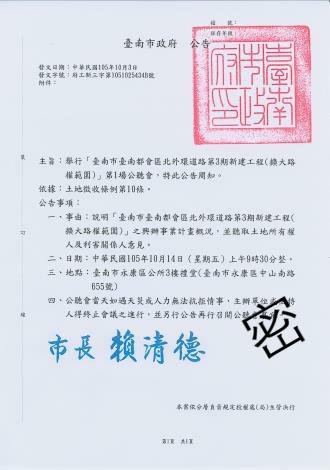 檔 號：
保存年限：
臺南市政府 公告
發文日期：中華民國105年10月3日
發文字號：府工新三字第1051025434B號
附件：
臺南市政府印
主旨：舉行「臺南市臺南都會區北外環道路第3期新建工程(擴大路
權範圍)」第1場公聽會，特此公告周知。
依據：土地徵收條例第10條。
公告事項：
一、事由：說明「臺南市臺南都會區北外環道路第3期新建工程(
擴大路權範圍)」之興辦事業計畫概況，並聽取土地所有權
人及利害關係人意見。
二、日期：中華民國105年10月14日（星期五）上午9時30分整。
三、地點：臺南市永康區公所3樓禮堂(臺南市永康區中山南路
655號)
四、公聽會當天如遇天災或人力無法抗拒情事，主辦單位或主持
人得終止會議之進行，並另行公告再行召開公聽會
密
市長 賴清德
本案依分層負責規定授權處(局)主管決行
第1頁 共1頁
裝
訂
線